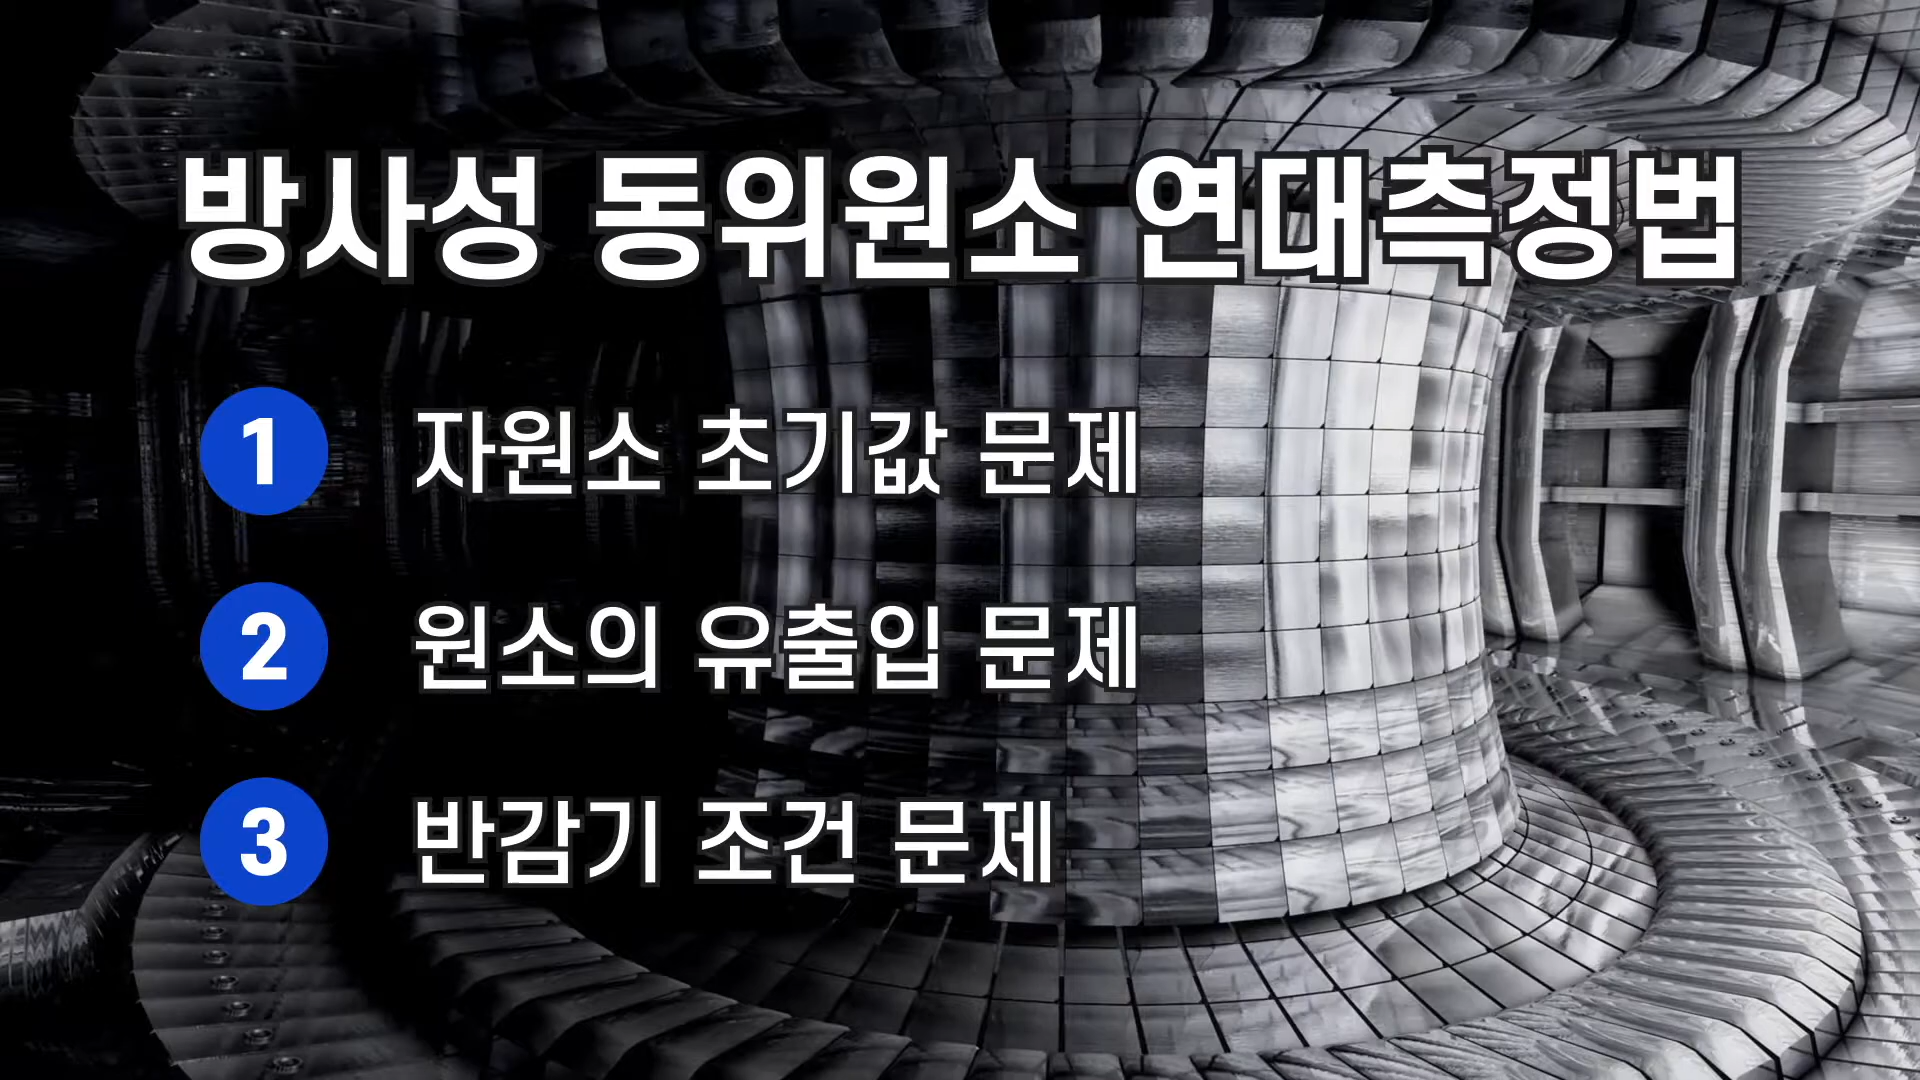 방사성 동위원소 연대측정법
1 자원소 초기값 문제
2 원소의 유출입 문제
3 반감기 조건 문제